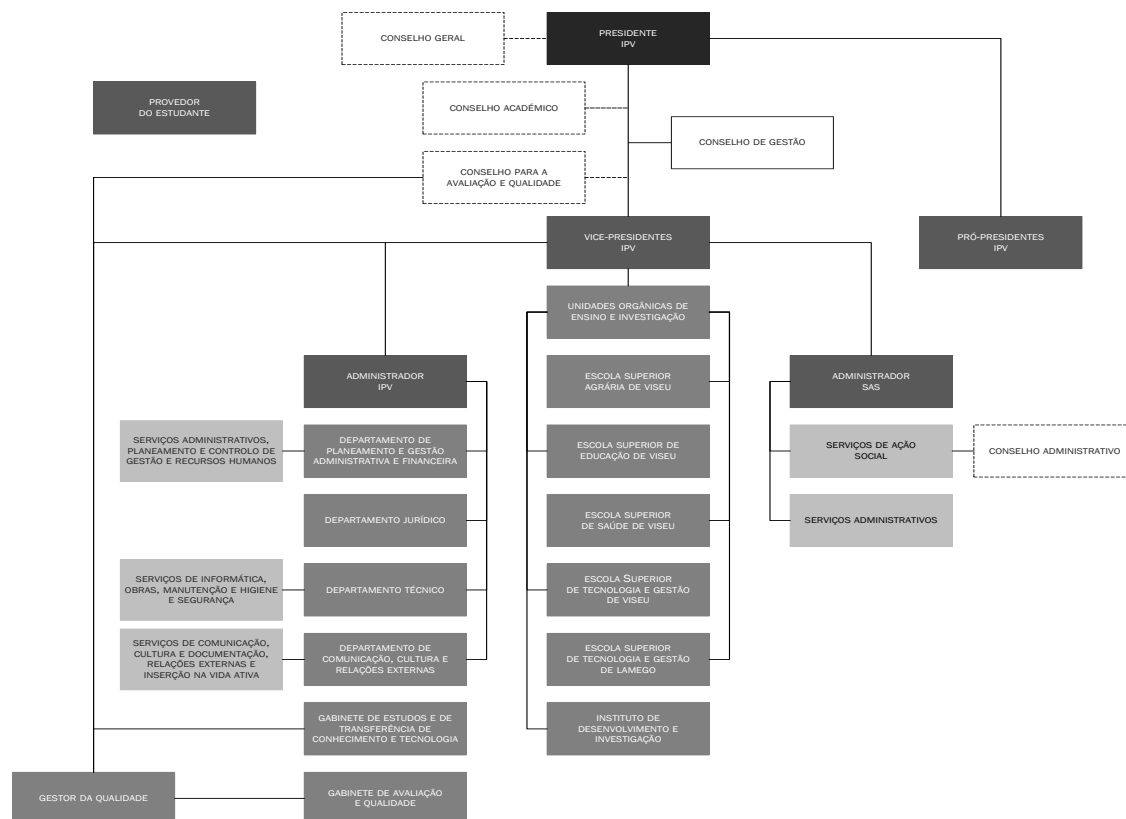 CONSELHO GERAL
PRESIDENTE
IPV
PROVEDOR
DO ESTUDANTE
CONSELHO ACADÉMICO
CONSELHO DE GESTÃO
CONSELHO PARA A
AVALIAÇÃO E QUALIDADE
VICE-PRESIDENTES
IPV
PRÓ-PRESIDENTES
IPV
UNIDADES ORGÂNICAS DE
ENSINO E INVESTIGAÇÃO
ADMINISTRADOR
IPV
ESCOLA SUPERIOR
AGRÁRIA DE VISEU
ADMINISTRADOR
SAS
SERVIÇOS ADMINISTRATIVOS,
PLANEAMENTO E CONTROLO DE
GESTÃO E RECURSOS HUMANOS
DEPARTAMENTO DE
PLANEAMENTO E GESTÃO
ADMINISTRATIVA E FINANCEIRA
ESCOLA SUPERIOR DE
EDUCAÇÃO DE VISEU
SERVIÇOS DE AÇÃO
SOCIAL
CONSELHO ADMINISTRATIVO
DEPARTAMENTO JURÍDICO
ESCOLA SUPERIOR
DE SAÚDE DE VISEU
SERVIÇOS ADMINISTRATIVOS
SERVIÇOS DE INFORMÁTICA,
OBRAS, MANUTENÇÃO E HIGIENE
E SEGURANÇA
DEPARTAMENTO TÉCNICO
ESCOLA SUPERIOR
DE TECNOLOGIA E GESTÃO
DE VISEU
SERVIÇOS DE COMUNICAÇÃO,
CULTURA E DOCUMENTAÇÃO,
RELAÇÕES EXTERNAS E
INSERÇÃO NA VIDA ATIVA
DEPARTAMENTO DE
COMUNICAÇÃO, CULTURA E
RELAÇÕES EXTERNAS
ESCOLA SUPERIOR
DE TECNOLOGIA E GESTÃO
DE LAMEGO
GABINETE DE ESTUDOS E DE
TRANSFERÊNCIA DE
CONHECIMENTO E TECNOLOGIA
INSTITUTO DE
DESENVOLVIMENTO E
INVESTIGAÇÃO
GESTOR DA QUALIDADE
GABINETE DE AVALIAÇÃO
E QUALIDADE